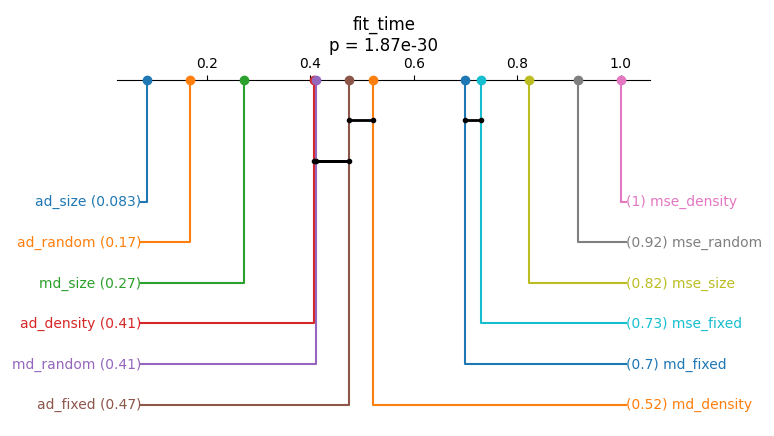 fit_time
p = 1.87e-30
0.2 0.4 0.6 0.8 1.0
ad_size (0.083) (1) mse_density
ad_random (0.17) (0.92) mse_random
md_size (0.27) (0.82) mse_size
ad_density (0.41) (0.73) mse_fixed
md_random (0.41) (0.7) md_fixed
ad_fixed (0.47) (0.52) md_density